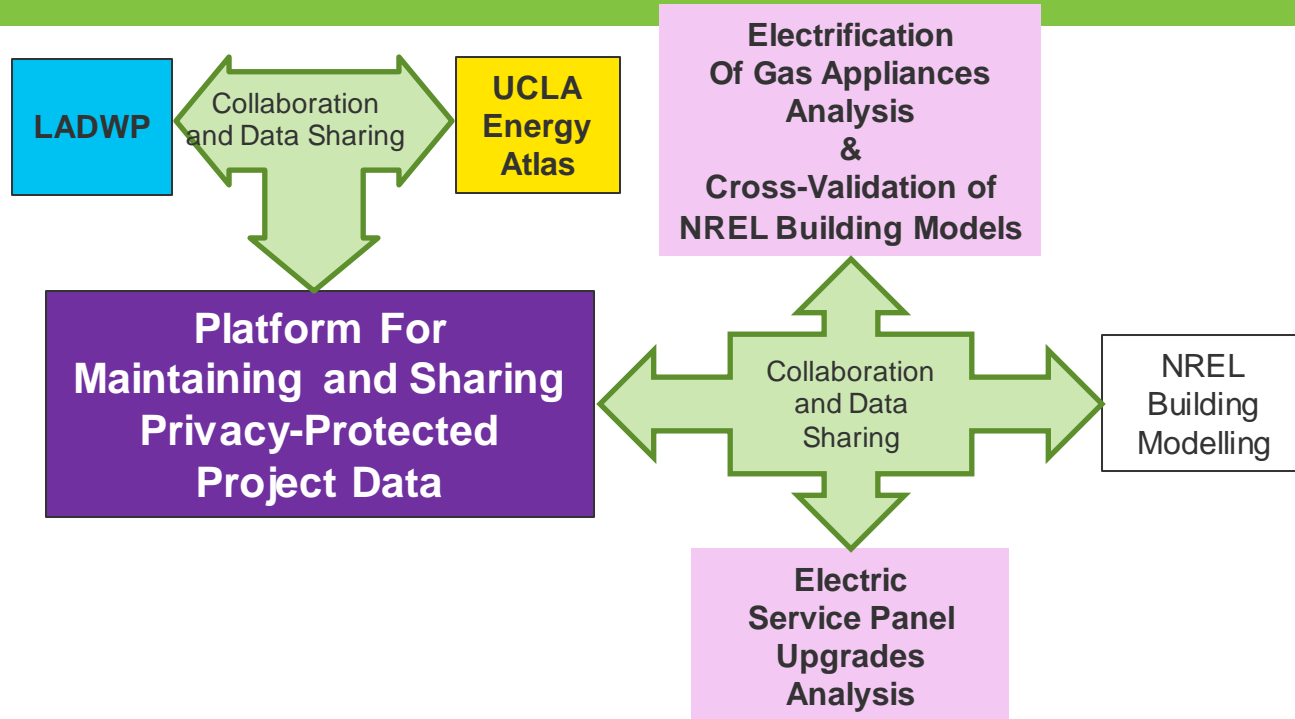 LADWP
Collaboration
and Data Sharing
UCLA
Energy
Atlas
Electrification
Of Gas Appliances
Analysis
&
Cross-Validation of
NREL Building Models
Platform For
Maintaining and Sharing
Privacy-Protected
Project Data
Collaboration
and Data
Sharing
NREL
Building
Modelling
Electric
Service Panel
Upgrades
Analysis